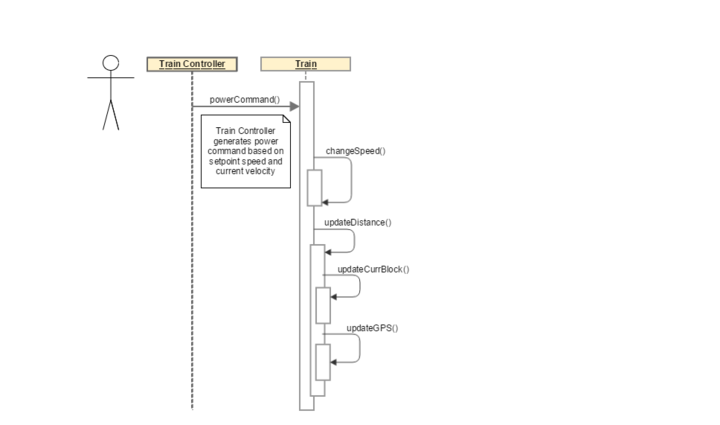 Train Controller
Train
powerCommand()
Train Controller
generates power
command based on
setpoint speed and
current velocity
changeSpeed()
updateDistance()
updateCurrBlock()
updateGPS()